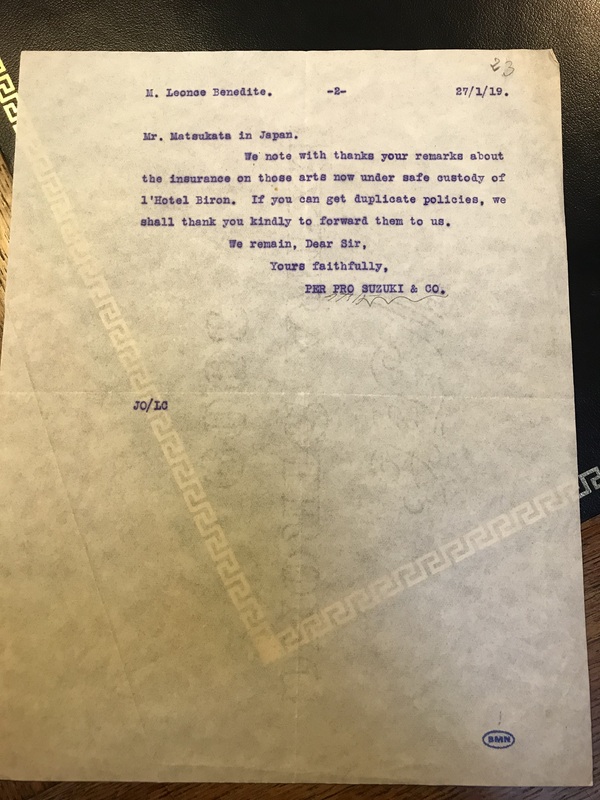 23
M. Leonce Benedite. -2- 27/1/19.
Mr. Matsukata in Japan.
We note with thanks your remarks about
the insurance on those arts now under safe custody of
l'Hotel Biron. If you can get duplicate policies, we
shall thank you kindly to forward them to us.
We remain, Dear Sir,
Yours faithfully,
PER PRO SUZUKI & CO.
JO/LC
BMN